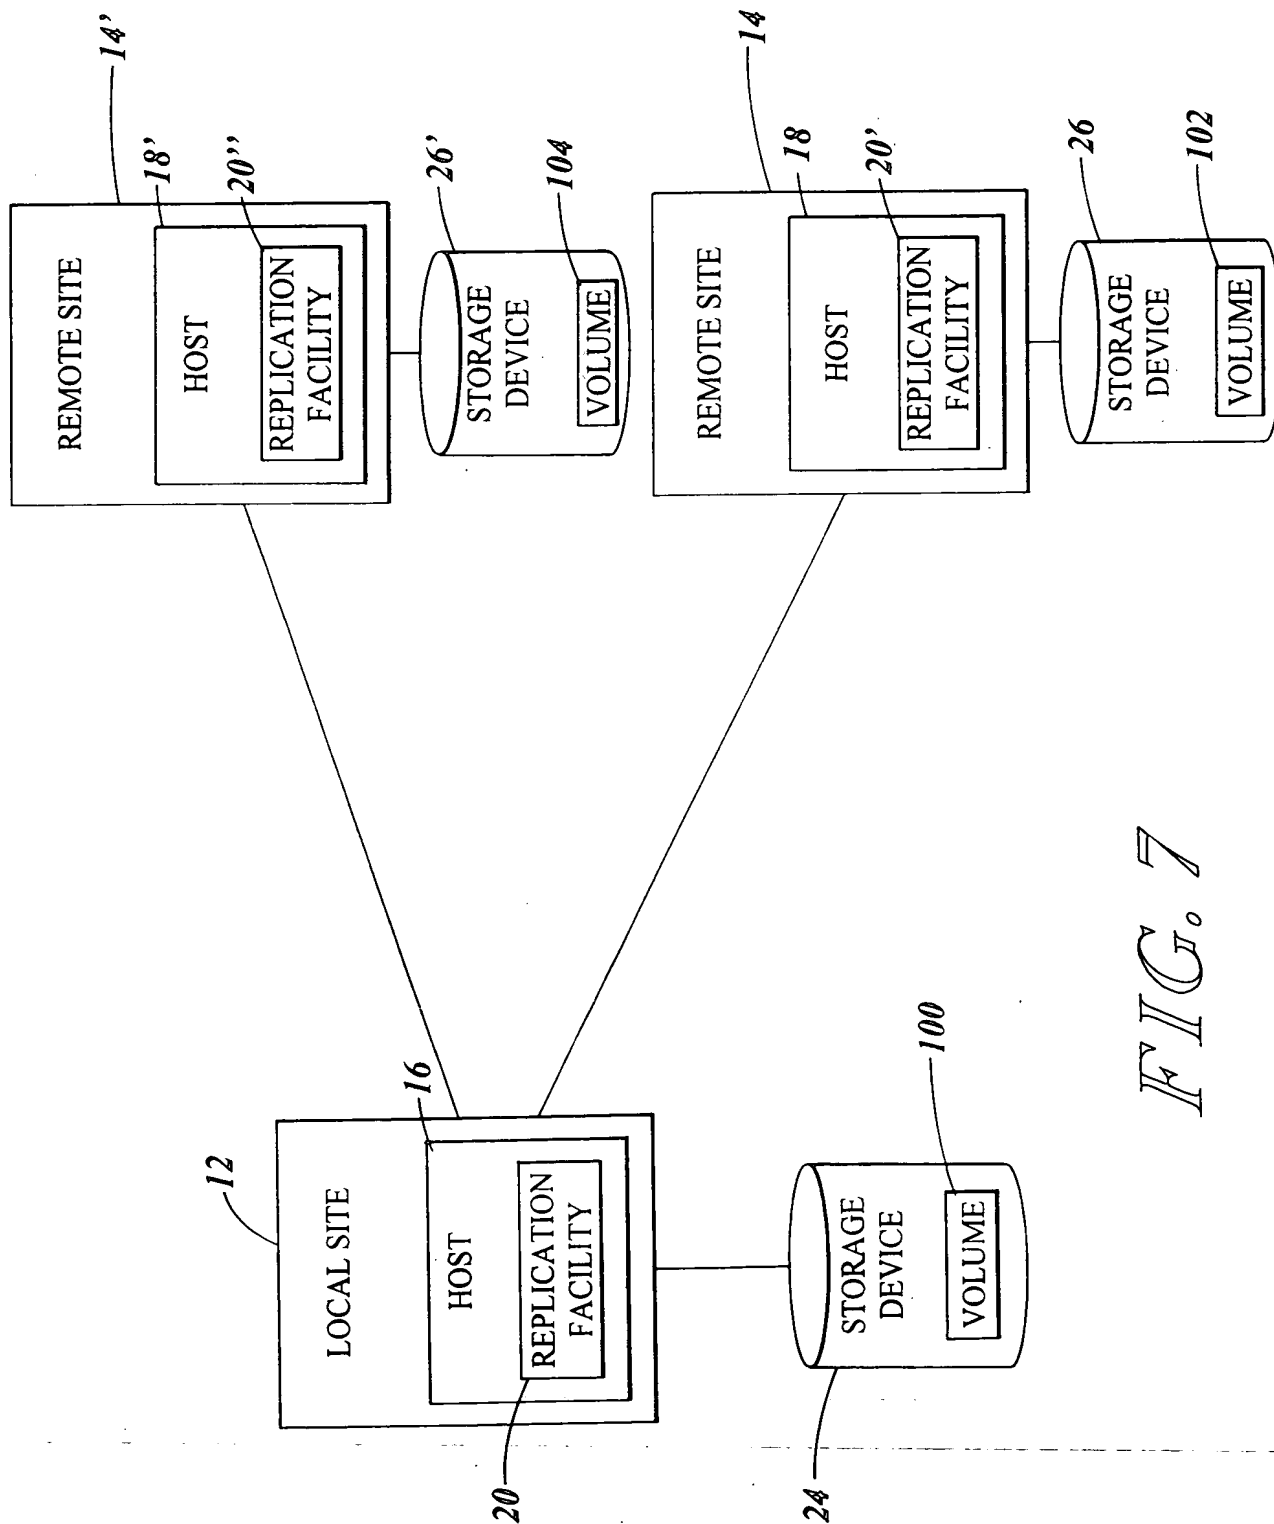 12
LOCAL SITE
16
HOST
REPLICATION
FACILITY
20
STORAGE
DEVICE
VOLUME
100
24
14'
REMOTE SITE
18'
HOST
20''
REPLICATION
FACILITY
26'
STORAGE
DEVICE
104
VOLUME
14
REMOTE SITE
18
HOST
20'
REPLICATION
FACILITY
26
STORAGE
DEVICE
102
VOLUME
FIG. 7